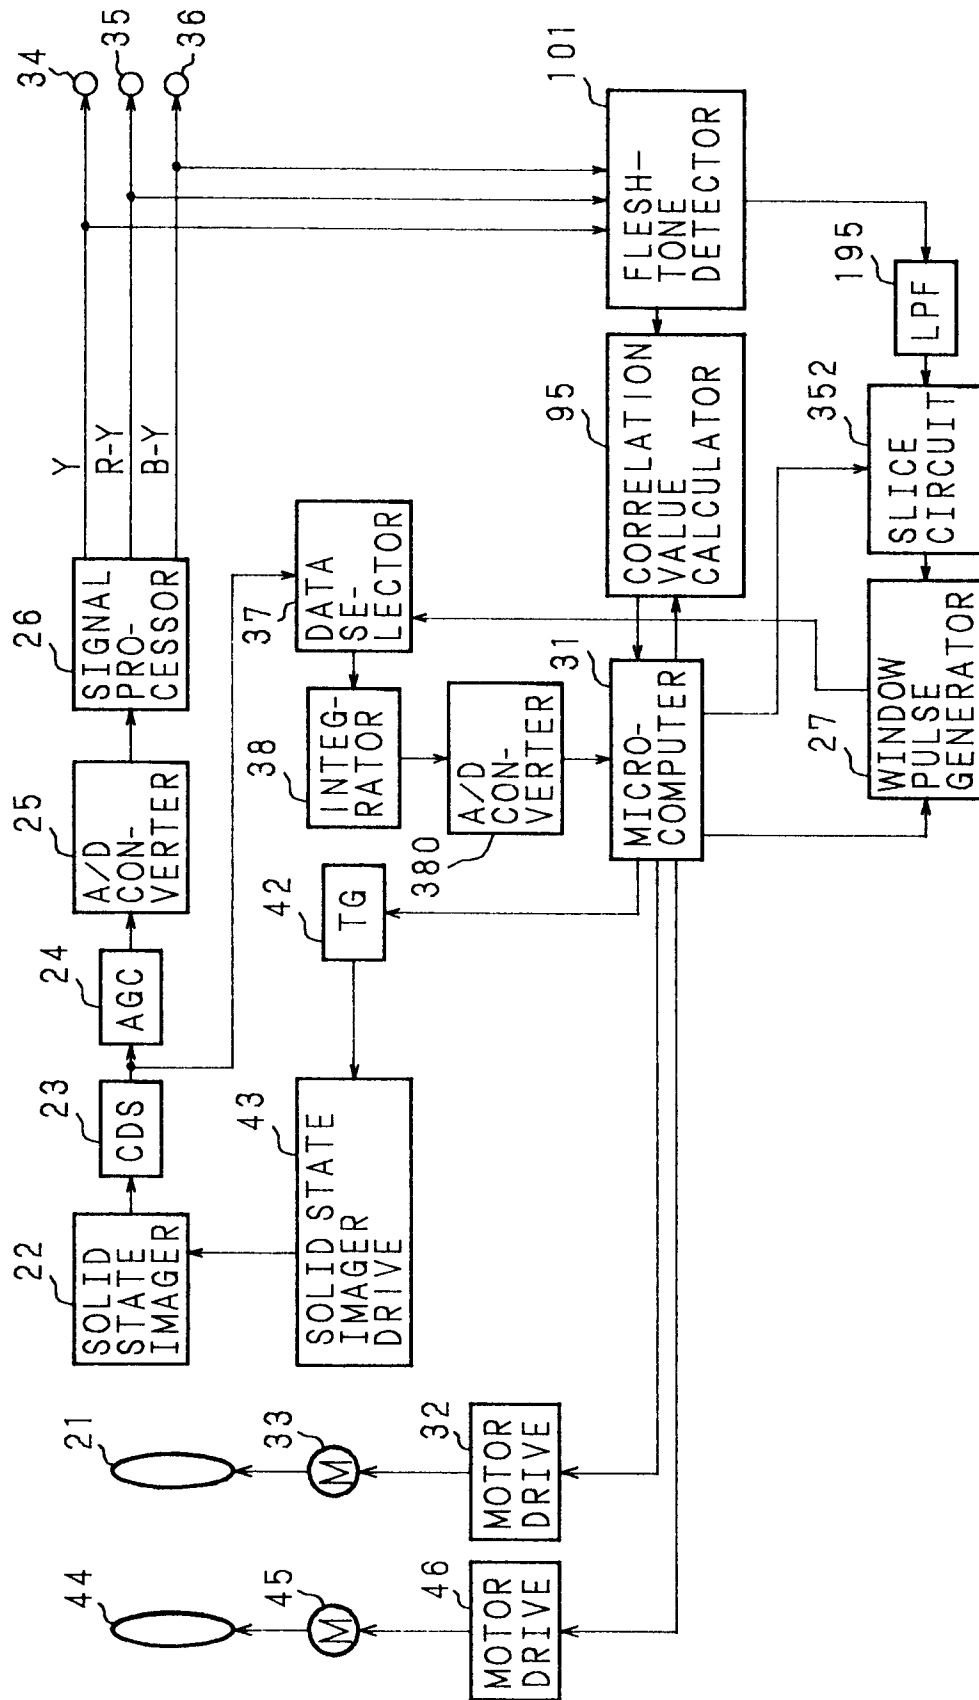 44
21
22
SOLID
STATE
IMAGER
23
CDS
24
AGC
25
A/D
CON-
VERTER
26
SIGNAL
PRO-
CESSOR
Y
R-Y
B-Y
34
35
36
45
M
33
M
43
SOLID STATE
IMAGER
DRIVE
42
TG
38
INTEG-
RATOR
37
DATA
SE-
LECTOR
46
MOTOR
DRIVE
32
MOTOR
DRIVE
380
A/D
CON-
VERTER
31
MICRO-
COMPUTER
95
CORRELATION
VALUE
CALCULATOR
101
FLESH-
TONE
DETECTOR
27
WINDOW
PULSE
GENERATOR
352
SLICE
CIRCUIT
195
LPF